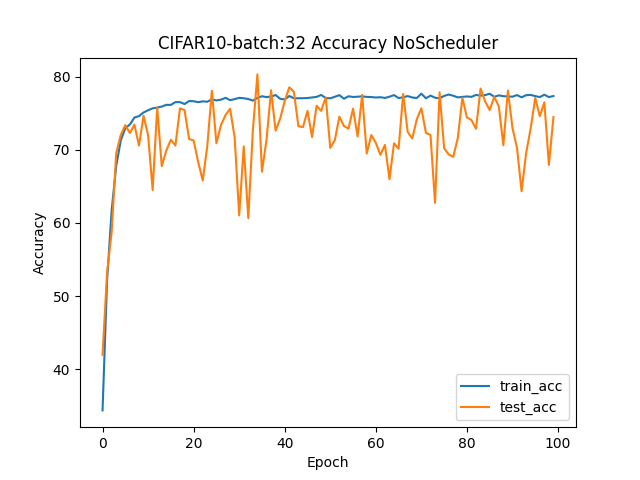 CIFAR10-batch:32 Accuracy NoScheduler
80
70
60
50
40
Accuracy
0 20 40 60 80 100
Epoch
train_acc
test_acc